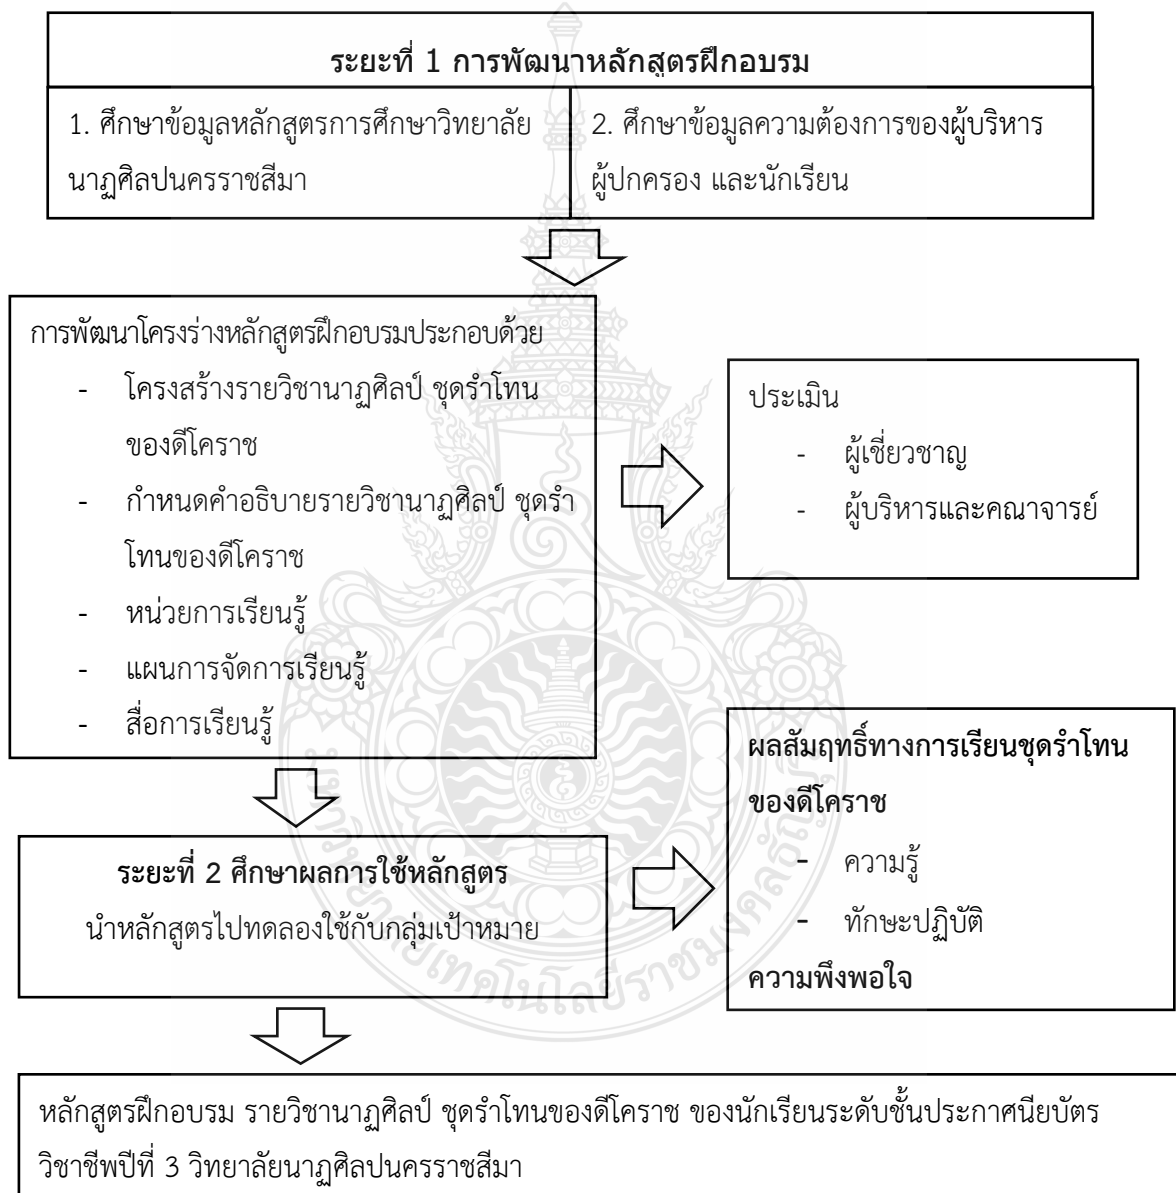 ระยะที่ 1 การพัฒนาหลักสูตรฝึกอบรม
1. ศึกษาข้อมูลหลักสูตรการศึกษาวิทยาลัย
นาฏศิลปนครราชสีมา
2. ศึกษาข้อมูลความต้องการของผู้บริหาร
ผู้ปกครอง และนักเรียน
การพัฒนาโครงร่างหลักสูตรฝึกอบรมประกอบด้วย
- โครงสร้างรายวิชานาฏศิลป์ ชุดรำโทน
ของดีโคราช
- กำหนดคำอธิบายรายวิชานาฏศิลป์ ชุดรำ
โทนของดีโคราช
- หน่วยการเรียนรู้
- แผนการจัดการเรียนรู้
- สื่อการเรียนรู้
ประเมิน
- ผู้เชี่ยวชาญ
- ผู้บริหารและคณาจารย์
ระยะที่ 2 ศึกษาผลการใช้หลักสูตร
นำหลักสูตรไปทดลองใช้กับกลุ่มเป้าหมาย
ผลสัมฤทธิ์ทางการเรียนชุดรำโทน
ของดีโคราช
- ความรู้
- ทักษะปฏิบัติ
ความพึงพอใจ
หลักสูตรฝึกอบรม รายวิชานาฏศิลป์ ชุดรำโทนของดีโคราช ของนักเรียนระดับชั้นประกาศนียบัตร
วิชาชีพปีที่ 3 วิทยาลัยนาฏศิลปนครราชสีมา